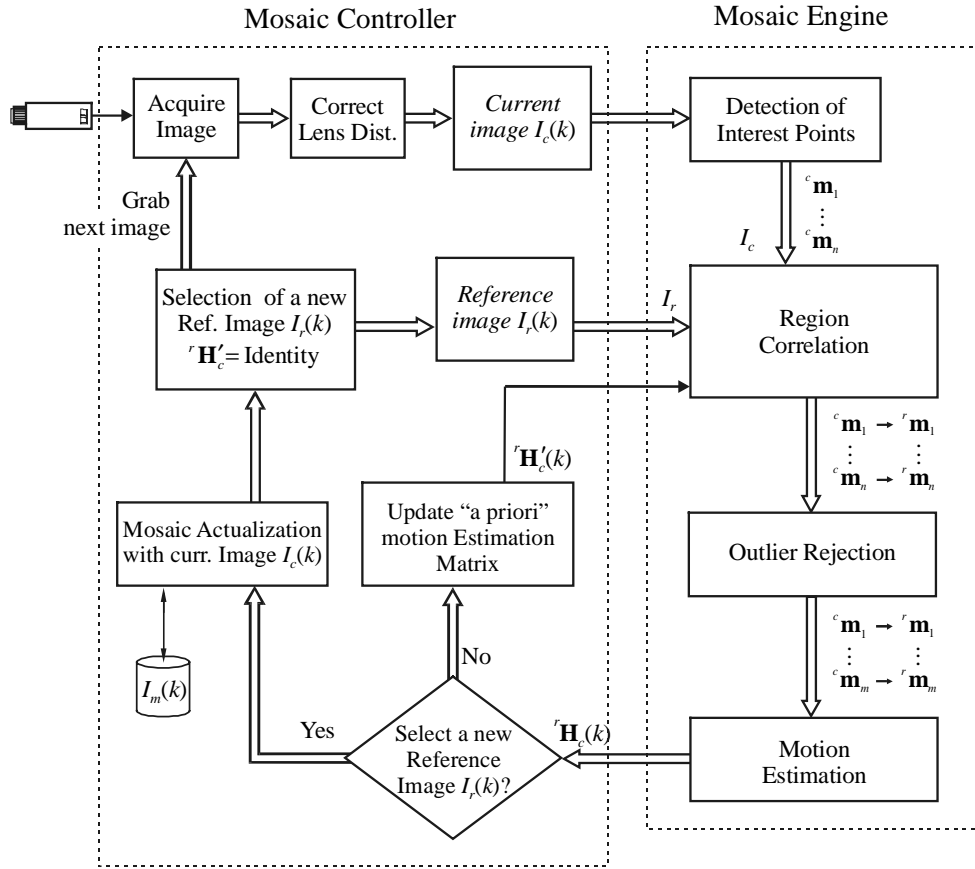 Mosaic Controller
Mosaic Engine
Acquire
Image
Correct
Lens Dist.
Current
image I_c(k)
Detection of
Interest Points
Grab
next image
^c m_1
⋮
^c m_n
I_c
Selection of a new
Ref. Image I_r(k)
^r H'_c = Identity
Reference
image I_r(k)
I_r
Region
Correlation
^c m_1 → ^r m_1
⋮ ⋮
^c m_n → ^r m_n
^r H'_c(k)
Mosaic Actualization
with curr. Image I_c(k)
Update “a priori”
motion Estimation
Matrix
Outlier Rejection
^c m_1 → ^r m_1
⋮ ⋮
^c m_m → ^r m_m
I_m(k)
No
Yes
Select a new
Reference
Image I_r(k)?
^r H_c(k)
Motion
Estimation